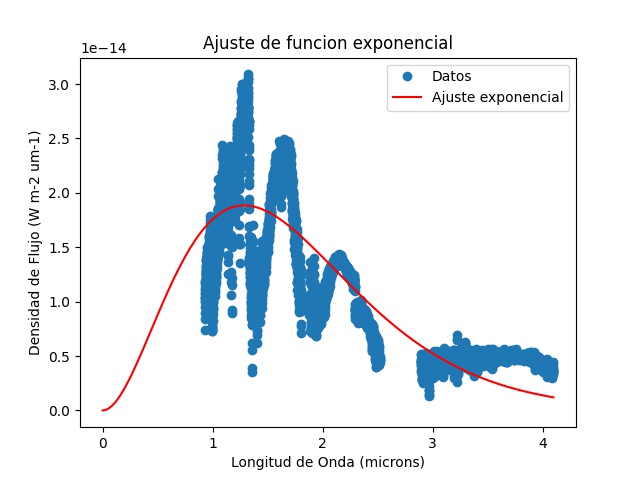 Ajuste de funcion exponencial
1e−14
Datos
Ajuste exponencial
3.0
2.5
2.0
1.5
1.0
0.5
0.0
Densidad de Flujo (W m-2 um-1)
0 1 2 3 4
Longitud de Onda (microns)